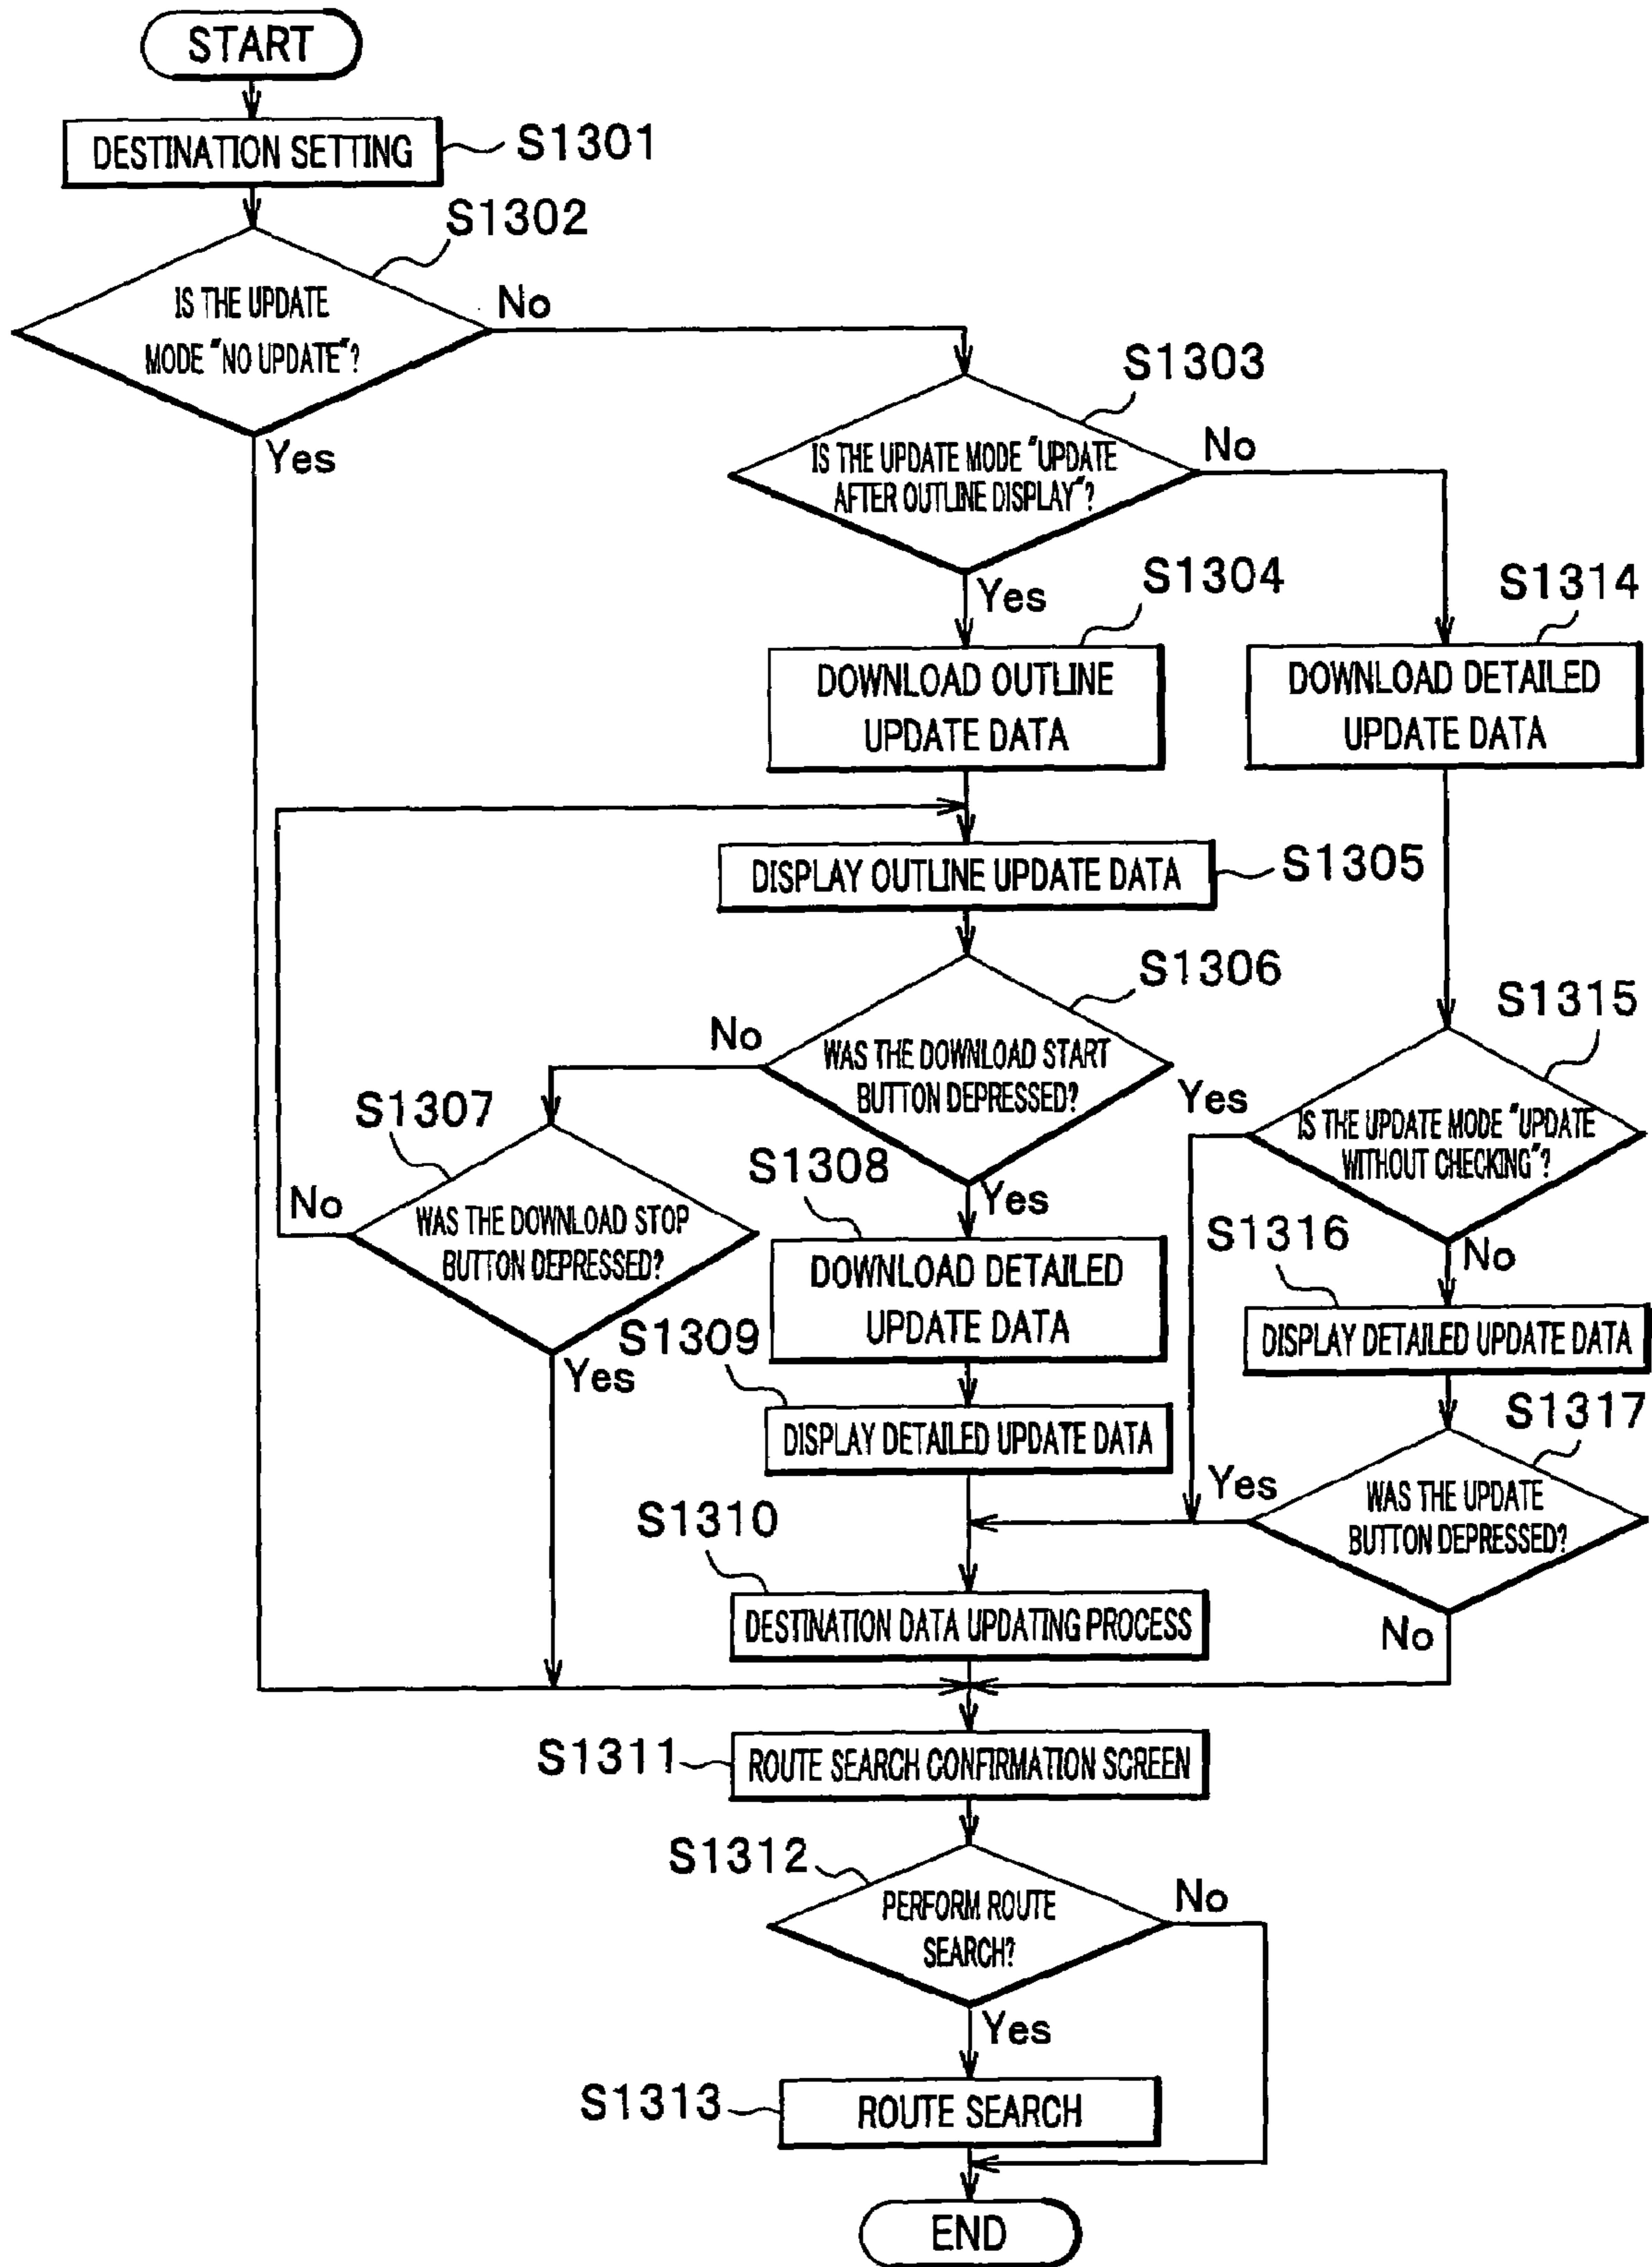 START
DESTINATION SETTING
S1301
S1302
IS THE UPDATE
MODE "NO UPDATE"?
No
Yes
S1303
IS THE UPDATE MODE "UPDATE
AFTER OUTLINE DISPLAY"?
No
Yes
S1304
DOWNLOAD OUTLINE
UPDATE DATA
S1314
DOWNLOAD DETAILED
UPDATE DATA
DISPLAY OUTLINE UPDATE DATA
S1305
S1306
WAS THE DOWNLOAD START
BUTTON DEPRESSED?
No
Yes
S1307
WAS THE DOWNLOAD STOP
BUTTON DEPRESSED?
No
Yes
S1308
DOWNLOAD DETAILED
UPDATE DATA
S1309
DISPLAY DETAILED UPDATE DATA
S1315
IS THE UPDATE MODE "UPDATE
WITHOUT CHECKING"?
Yes
No
S1316
DISPLAY DETAILED UPDATE DATA
S1317
WAS THE UPDATE
BUTTON DEPRESSED?
Yes
No
S1310
DESTINATION DATA UPDATING PROCESS
S1311
ROUTE SEARCH CONFIRMATION SCREEN
S1312
PERFORM ROUTE
SEARCH?
No
Yes
S1313
ROUTE SEARCH
END